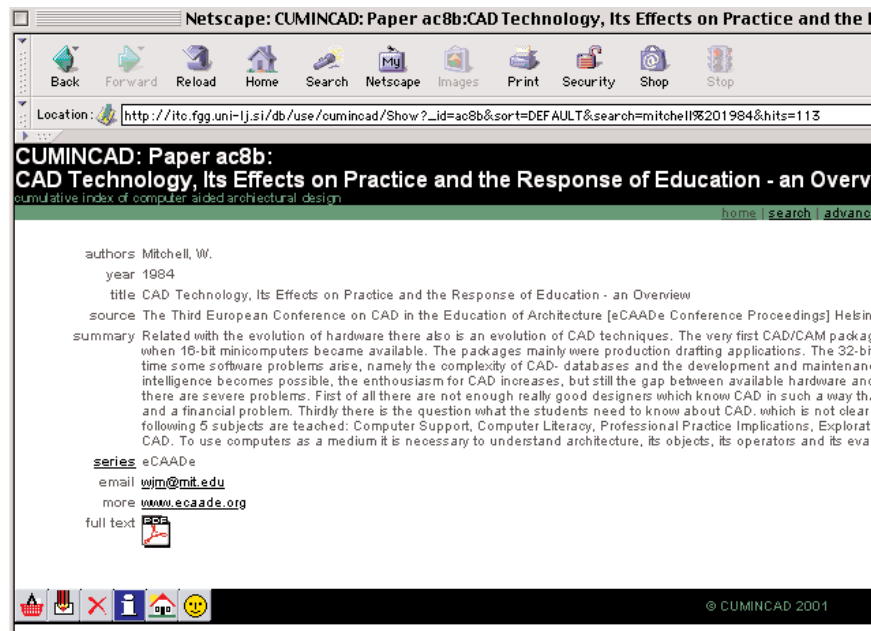 Netscape: CUMINCAD: Paper ac8b:CAD Technology, Its Effects on Practice and the
Back Forward Reload Home Search Netscape Images Print Security Shop Stop
Location: http://itc.fgg.uni-lj.si/db/use/cumincad/Show?_id=ac8b&sort=DEFAULT&search=mitchell%201984&hits=113
CUMINCAD: Paper ac8b:
CAD Technology, Its Effects on Practice and the Response of Education - an Overv
cumulative index of computer aided archiectural design
home | search | advanc
authors Mitchell, W.
year 1984
title CAD Technology, Its Effects on Practice and the Response of Education - an Overview
source The Third European Conference on CAD in the Education of Architecture [eCAADe Conference Proceedings] Helsin
summary Related with the evolution of hardware there also is an evolution of CAD techniques. The very first CAD/CAM packag
when 16-bit minicomputers became available. The packages mainly were production drafting applications. The 32-bi
time some software problems arise, namely the complexity of CAD- databases and the development and maintenanc
intelligence becomes possible, the enthousiasm for CAD increases, but still the gap between available hardware and
there are severe problems. First of all there are not enough really good designers which know CAD in such a way tha
and a financial problem. Thirdly there is the question what the students need to know about CAD. which is not clear
following 5 subjects are teached: Computer Support, Computer Literacy, Professional Practice Implications, Explorat
CAD. To use computers as a medium it is necessary to understand architecture, its objects, its operators and its eva
series eCAADe
email wjm@mit.edu
more www.ecaade.org
full text PDF
© CUMINCAD 2001